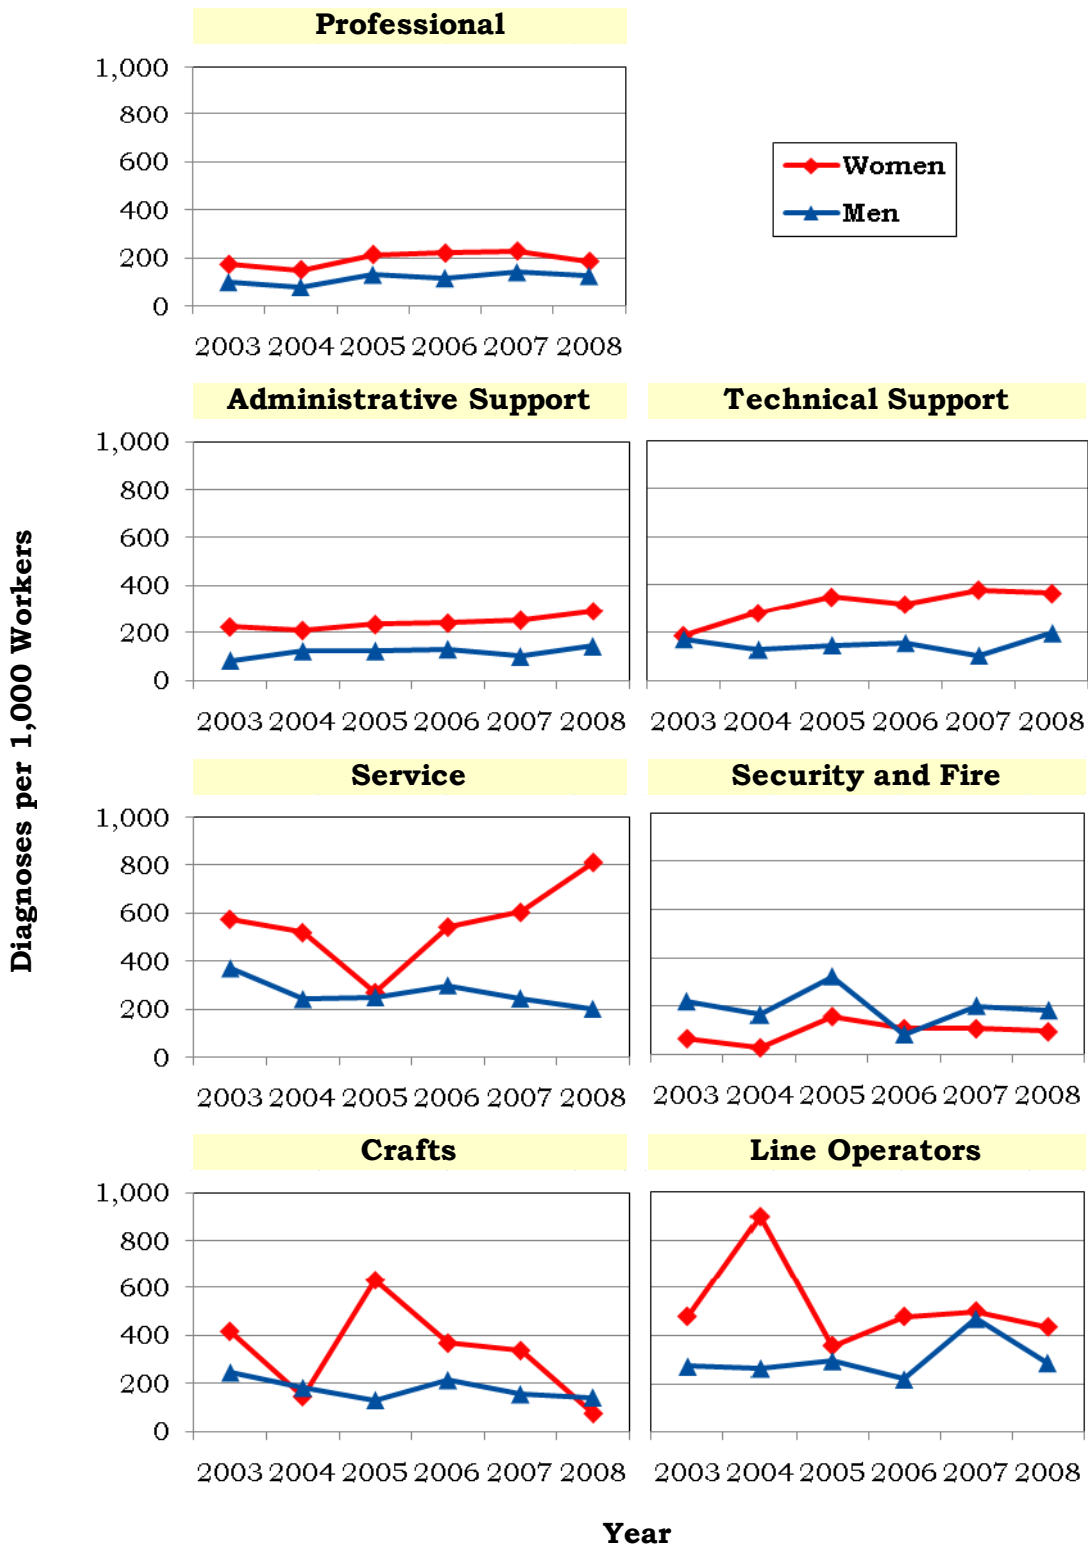 Professional
1,000
800
600
400
200
0
2003 2004 2005 2006 2007 2008
Women
Men
Administrative Support
Technical Support
1,000
800
600
400
200
0
2003 2004 2005 2006 2007 2008
2003 2004 2005 2006 2007 2008
Diagnoses per 1,000 Workers
Service
Security and Fire
1,000
800
600
400
200
0
2003 2004 2005 2006 2007 2008
2003 2004 2005 2006 2007 2008
Crafts
Line Operators
1,000
800
600
400
200
0
2003 2004 2005 2006 2007 2008
2003 2004 2005 2006 2007 2008
Year